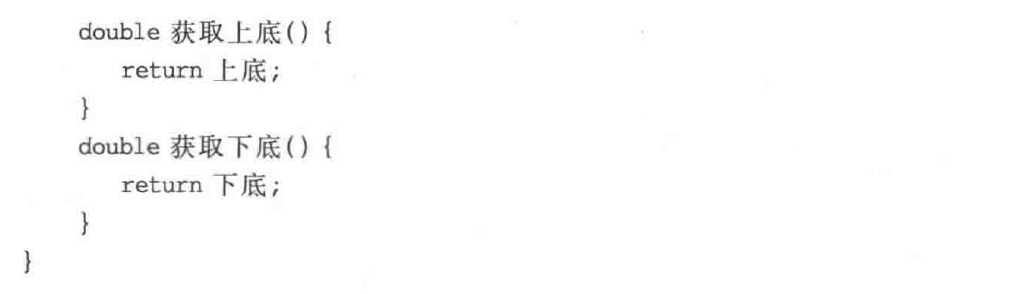 double 获取上底() {
return 上底;
}
double 获取下底() {
return 下底;
}
}